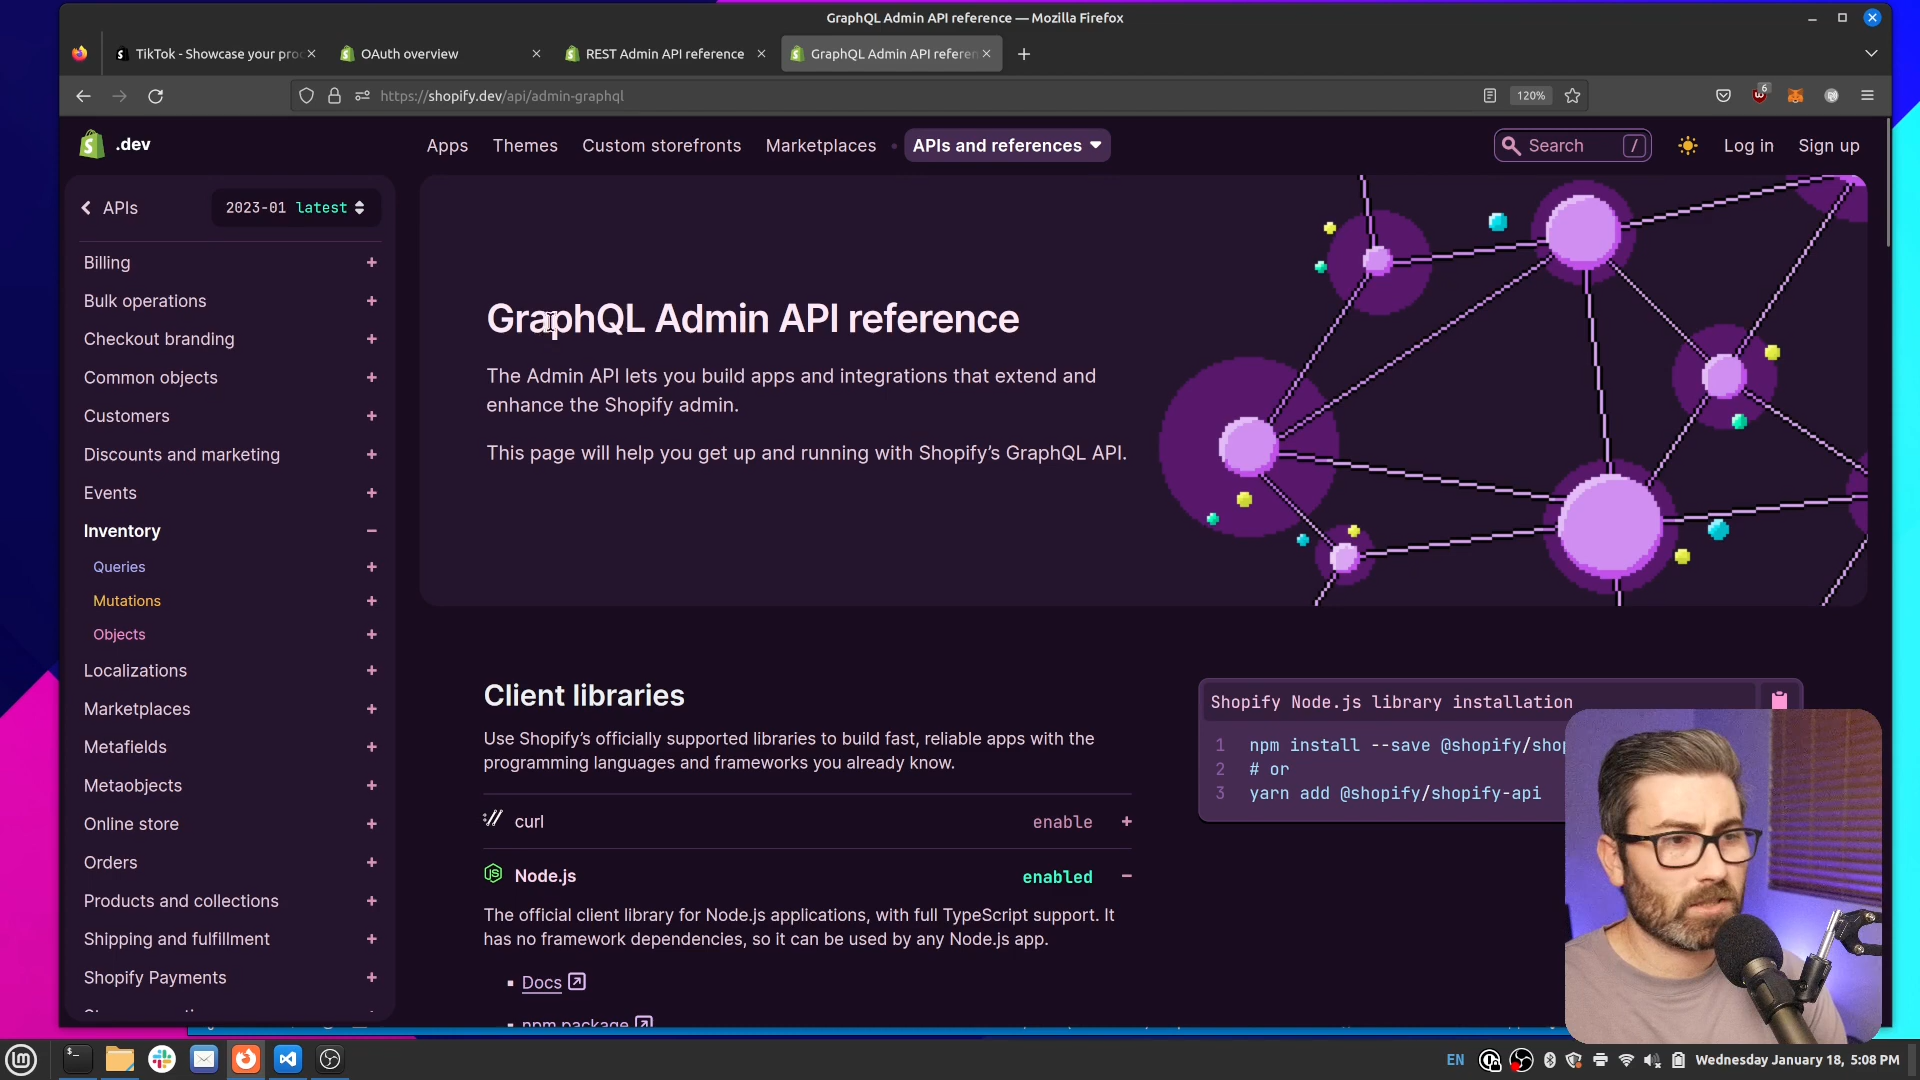 GraphQL Admin API reference — Mozilla Firefox
TikTok - Showcase your pro
OAuth overview
REST Admin API reference
GraphQL Admin API referen
https://shopify.dev/api/admin-graphql
120%
6
.dev
Apps
Themes
Custom storefronts
Marketplaces
APIs and references
Search
/
Log in
Sign up
APIs
2023-01 latest
Billing
Bulk operations
Checkout branding
Common objects
Customers
Discounts and marketing
Events
Inventory
Queries
Mutations
Objects
Localizations
Marketplaces
Metafields
Metaobjects
Online store
Orders
Products and collections
Shipping and fulfillment
Shopify Payments
GraphQL Admin API reference
The Admin API lets you build apps and integrations that extend and
enhance the Shopify admin.
This page will help you get up and running with Shopify’s GraphQL API.
Client libraries
Use Shopify’s officially supported libraries to build fast, reliable apps with the
programming languages and frameworks you already know.
curl
enable
Node.js
enabled
The official client library for Node.js applications, with full TypeScript support. It
has no framework dependencies, so it can be used by any Node.js app.
Docs
npm package
Shopify Node.js library installation
1 npm install --save @shopify/shop
2 # or
3 yarn add @shopify/shopify-api
EN
Wednesday January 18, 5:08 PM